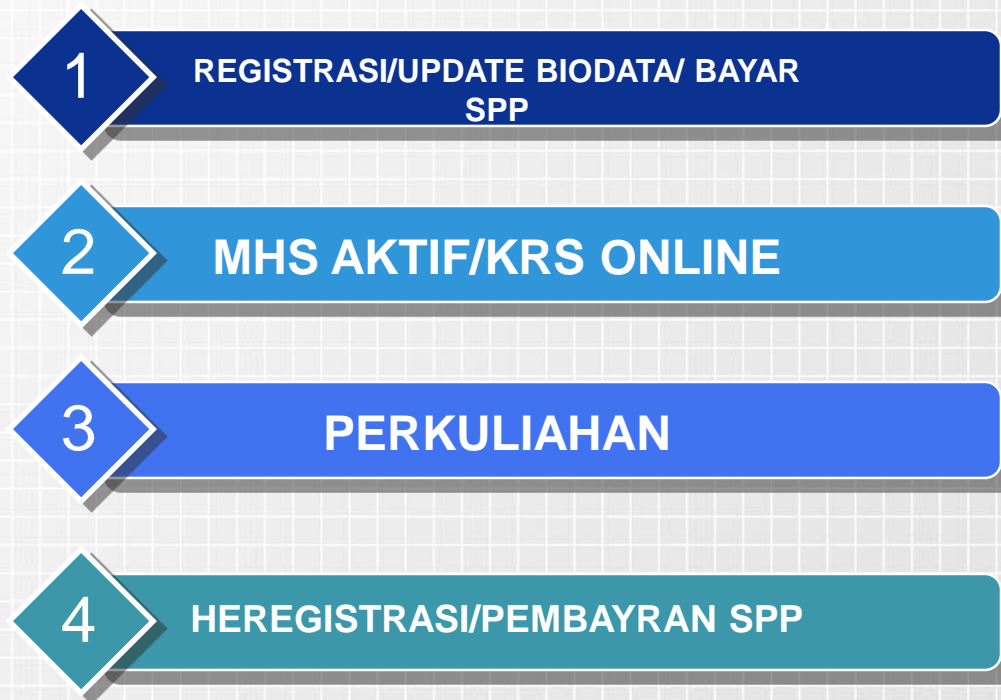 1
REGISTRASI/UPDATE BIODATA/ BAYAR
SPP
2
MHS AKTIF/KRS ONLINE
3
PERKULIAHAN
4
HEREGISTRASI/PEMBAYRAN SPP